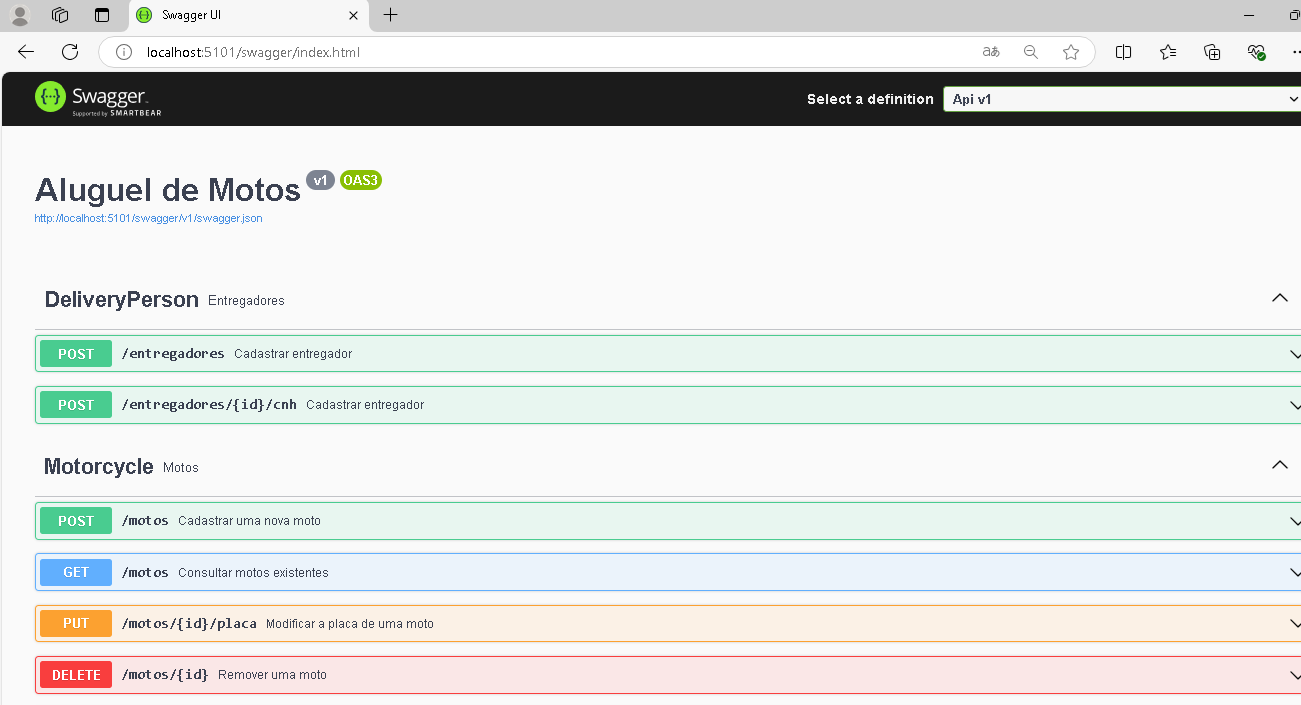 Swagger UI
localhost:5101/swagger/index.html
aあ
Swagger
Supported by SMARTBEAR
Select a definition
Api v1
Aluguel de Motos v1 OAS3
http://localhost:5101/swagger/v1/swagger.json
DeliveryPerson Entregadores
POST /entregadores Cadastrar entregador
POST /entregadores/{id}/cnh Cadastrar entregador
Motorcycle Motos
POST /motos Cadastrar uma nova moto
GET /motos Consultar motos existentes
PUT /motos/{id}/placa Modificar a placa de uma moto
DELETE /motos/{id} Remover uma moto